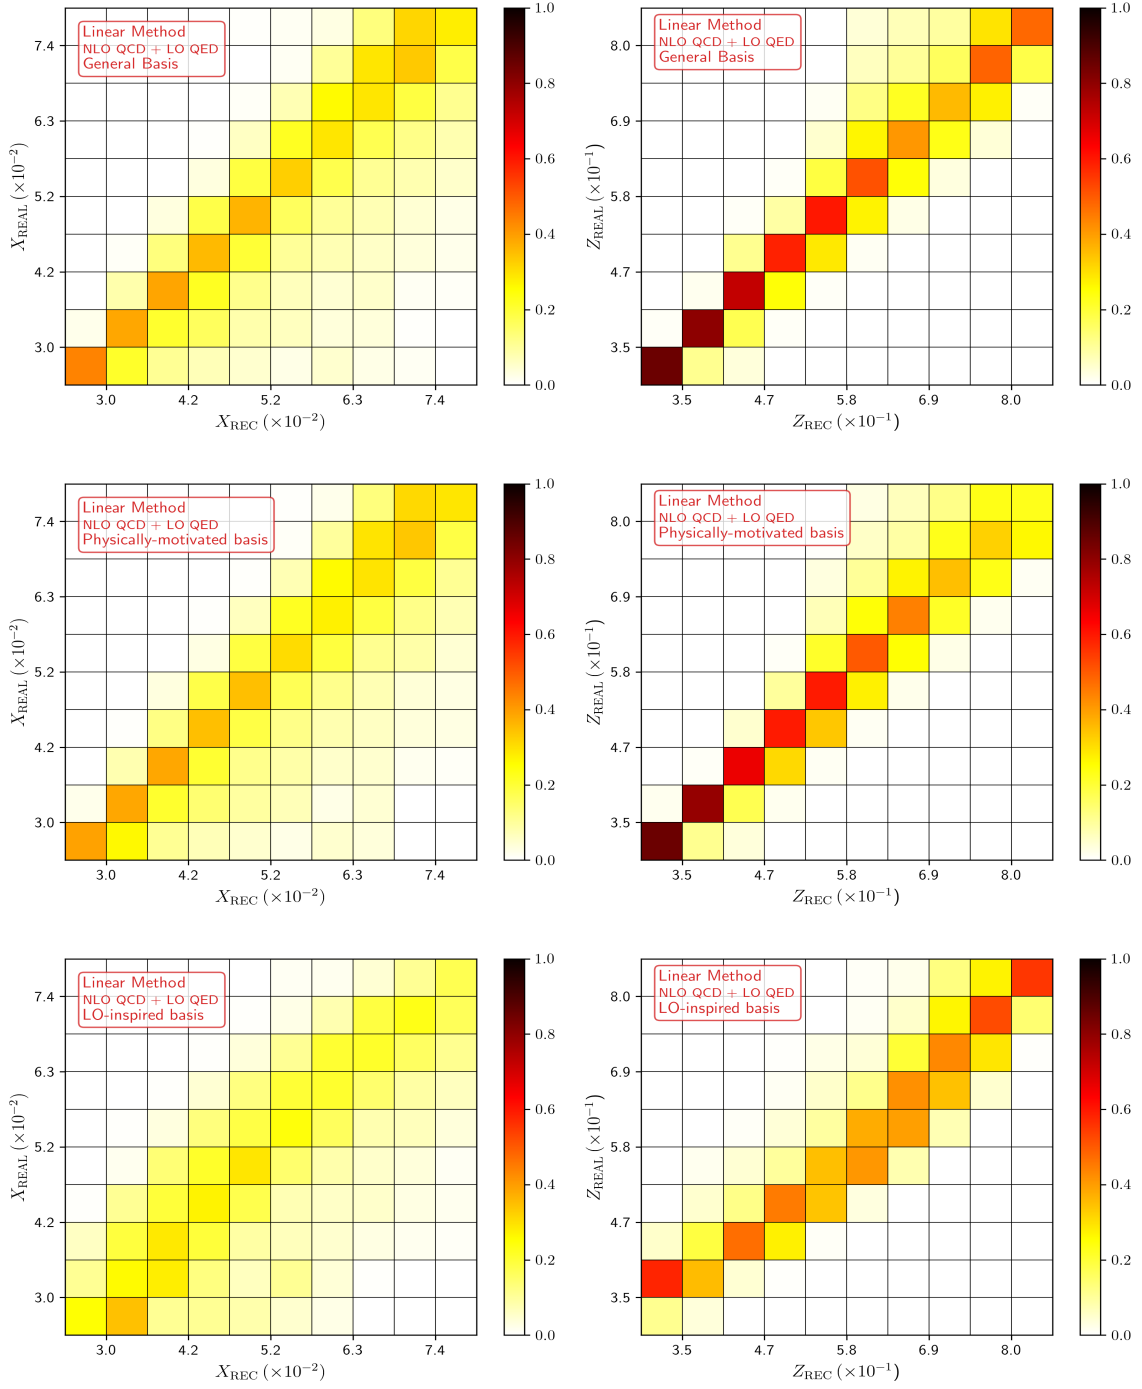 Linear Method
NLO QCD + LO QED
General Basis
7.4
6.3
5.2
4.2
3.0
X_REAL (×10⁻²)
3.0 4.2 5.2 6.3 7.4
X_REC (×10⁻²)
1.0
0.8
0.6
0.4
0.2
0.0
Linear Method
NLO QCD + LO QED
General Basis
8.0
6.9
5.8
4.7
3.5
Z_REAL (×10⁻¹)
3.5 4.7 5.8 6.9 8.0
Z_REC (×10⁻¹)
1.0
0.8
0.6
0.4
0.2
0.0
Linear Method
NLO QCD + LO QED
Physically-motivated basis
7.4
6.3
5.2
4.2
3.0
X_REAL (×10⁻²)
3.0 4.2 5.2 6.3 7.4
X_REC (×10⁻²)
1.0
0.8
0.6
0.4
0.2
0.0
Linear Method
NLO QCD + LO QED
Physically-motivated basis
8.0
6.9
5.8
4.7
3.5
Z_REAL (×10⁻¹)
3.5 4.7 5.8 6.9 8.0
Z_REC (×10⁻¹)
1.0
0.8
0.6
0.4
0.2
0.0
Linear Method
NLO QCD + LO QED
LO-inspired basis
7.4
6.3
5.2
4.2
3.0
X_REAL (×10⁻²)
3.0 4.2 5.2 6.3 7.4
X_REC (×10⁻²)
1.0
0.8
0.6
0.4
0.2
0.0
Linear Method
NLO QCD + LO QED
LO-inspired basis
8.0
6.9
5.8
4.7
3.5
Z_REAL (×10⁻¹)
3.5 4.7 5.8 6.9 8.0
Z_REC (×10⁻¹)
1.0
0.8
0.6
0.4
0.2
0.0